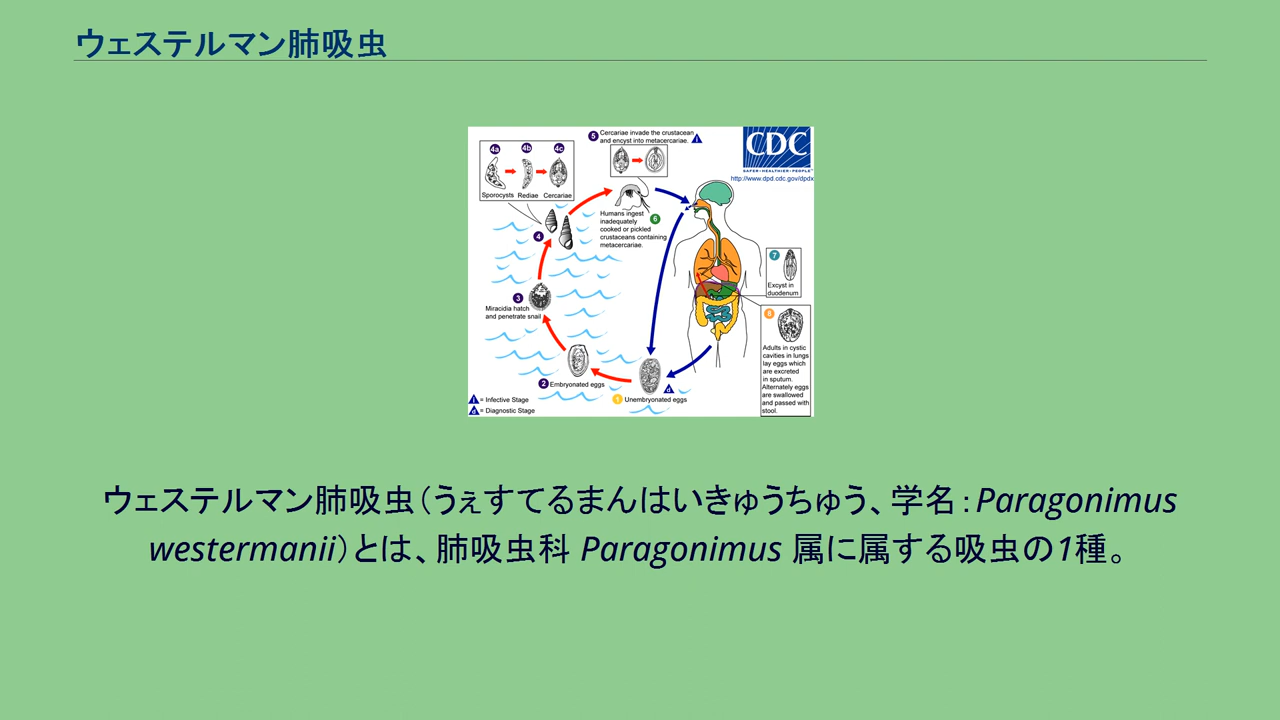 ウェステルマン肺吸虫
5 Cercariae invade the crustacean
and encyst into metacercariae.
i
CDC
SAFER·HEALTHIER·PEOPLE™
http://www.dpd.cdc.gov/dpdx
4a 4b 4c
Sporocysts Rediae Cercariae
Humans ingest
inadequately
cooked or pickled
crustaceans containing
metacercariae.
6
4
7
Excyst in
duodenum
3
Miracidia hatch
and penetrate snail
8
Adults in cystic
cavities in lungs
lay eggs which
are excreted
in sputum.
Alternately eggs
are swallowed
and passed with
stool.
2 Embryonated eggs
d
1 Unembryonated eggs
i = Infective Stage
d = Diagnostic Stage
ウェステルマン肺吸虫（うぇすてるまんはいきゅうちゅう、学名：Paragonimus
westermanii）とは、肺吸虫科 Paragonimus 属に属する吸虫の1種。